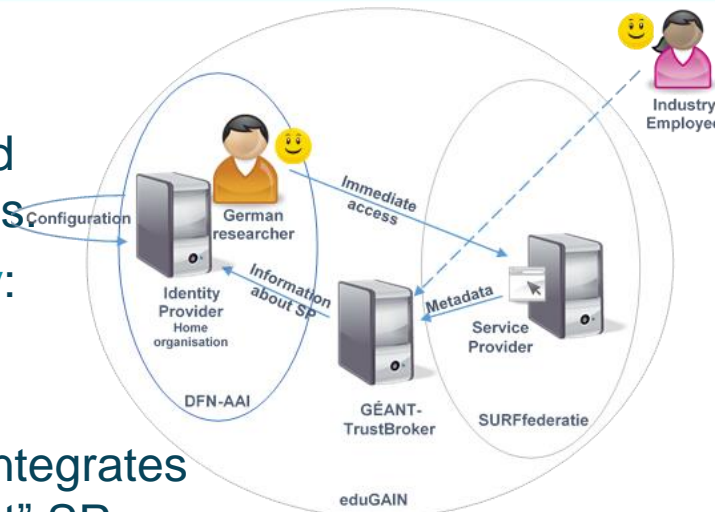 Industry
Employee
d
s.
Configuration
German
researcher
Immediate
access
y:
Identity
Provider
Home
organisation
Information
about SP
Metadata
Service
Provider
DFN-AAI
GÉANT-
TrustBroker
SURFfederatie
ntegrates
t” SP
eduGAIN